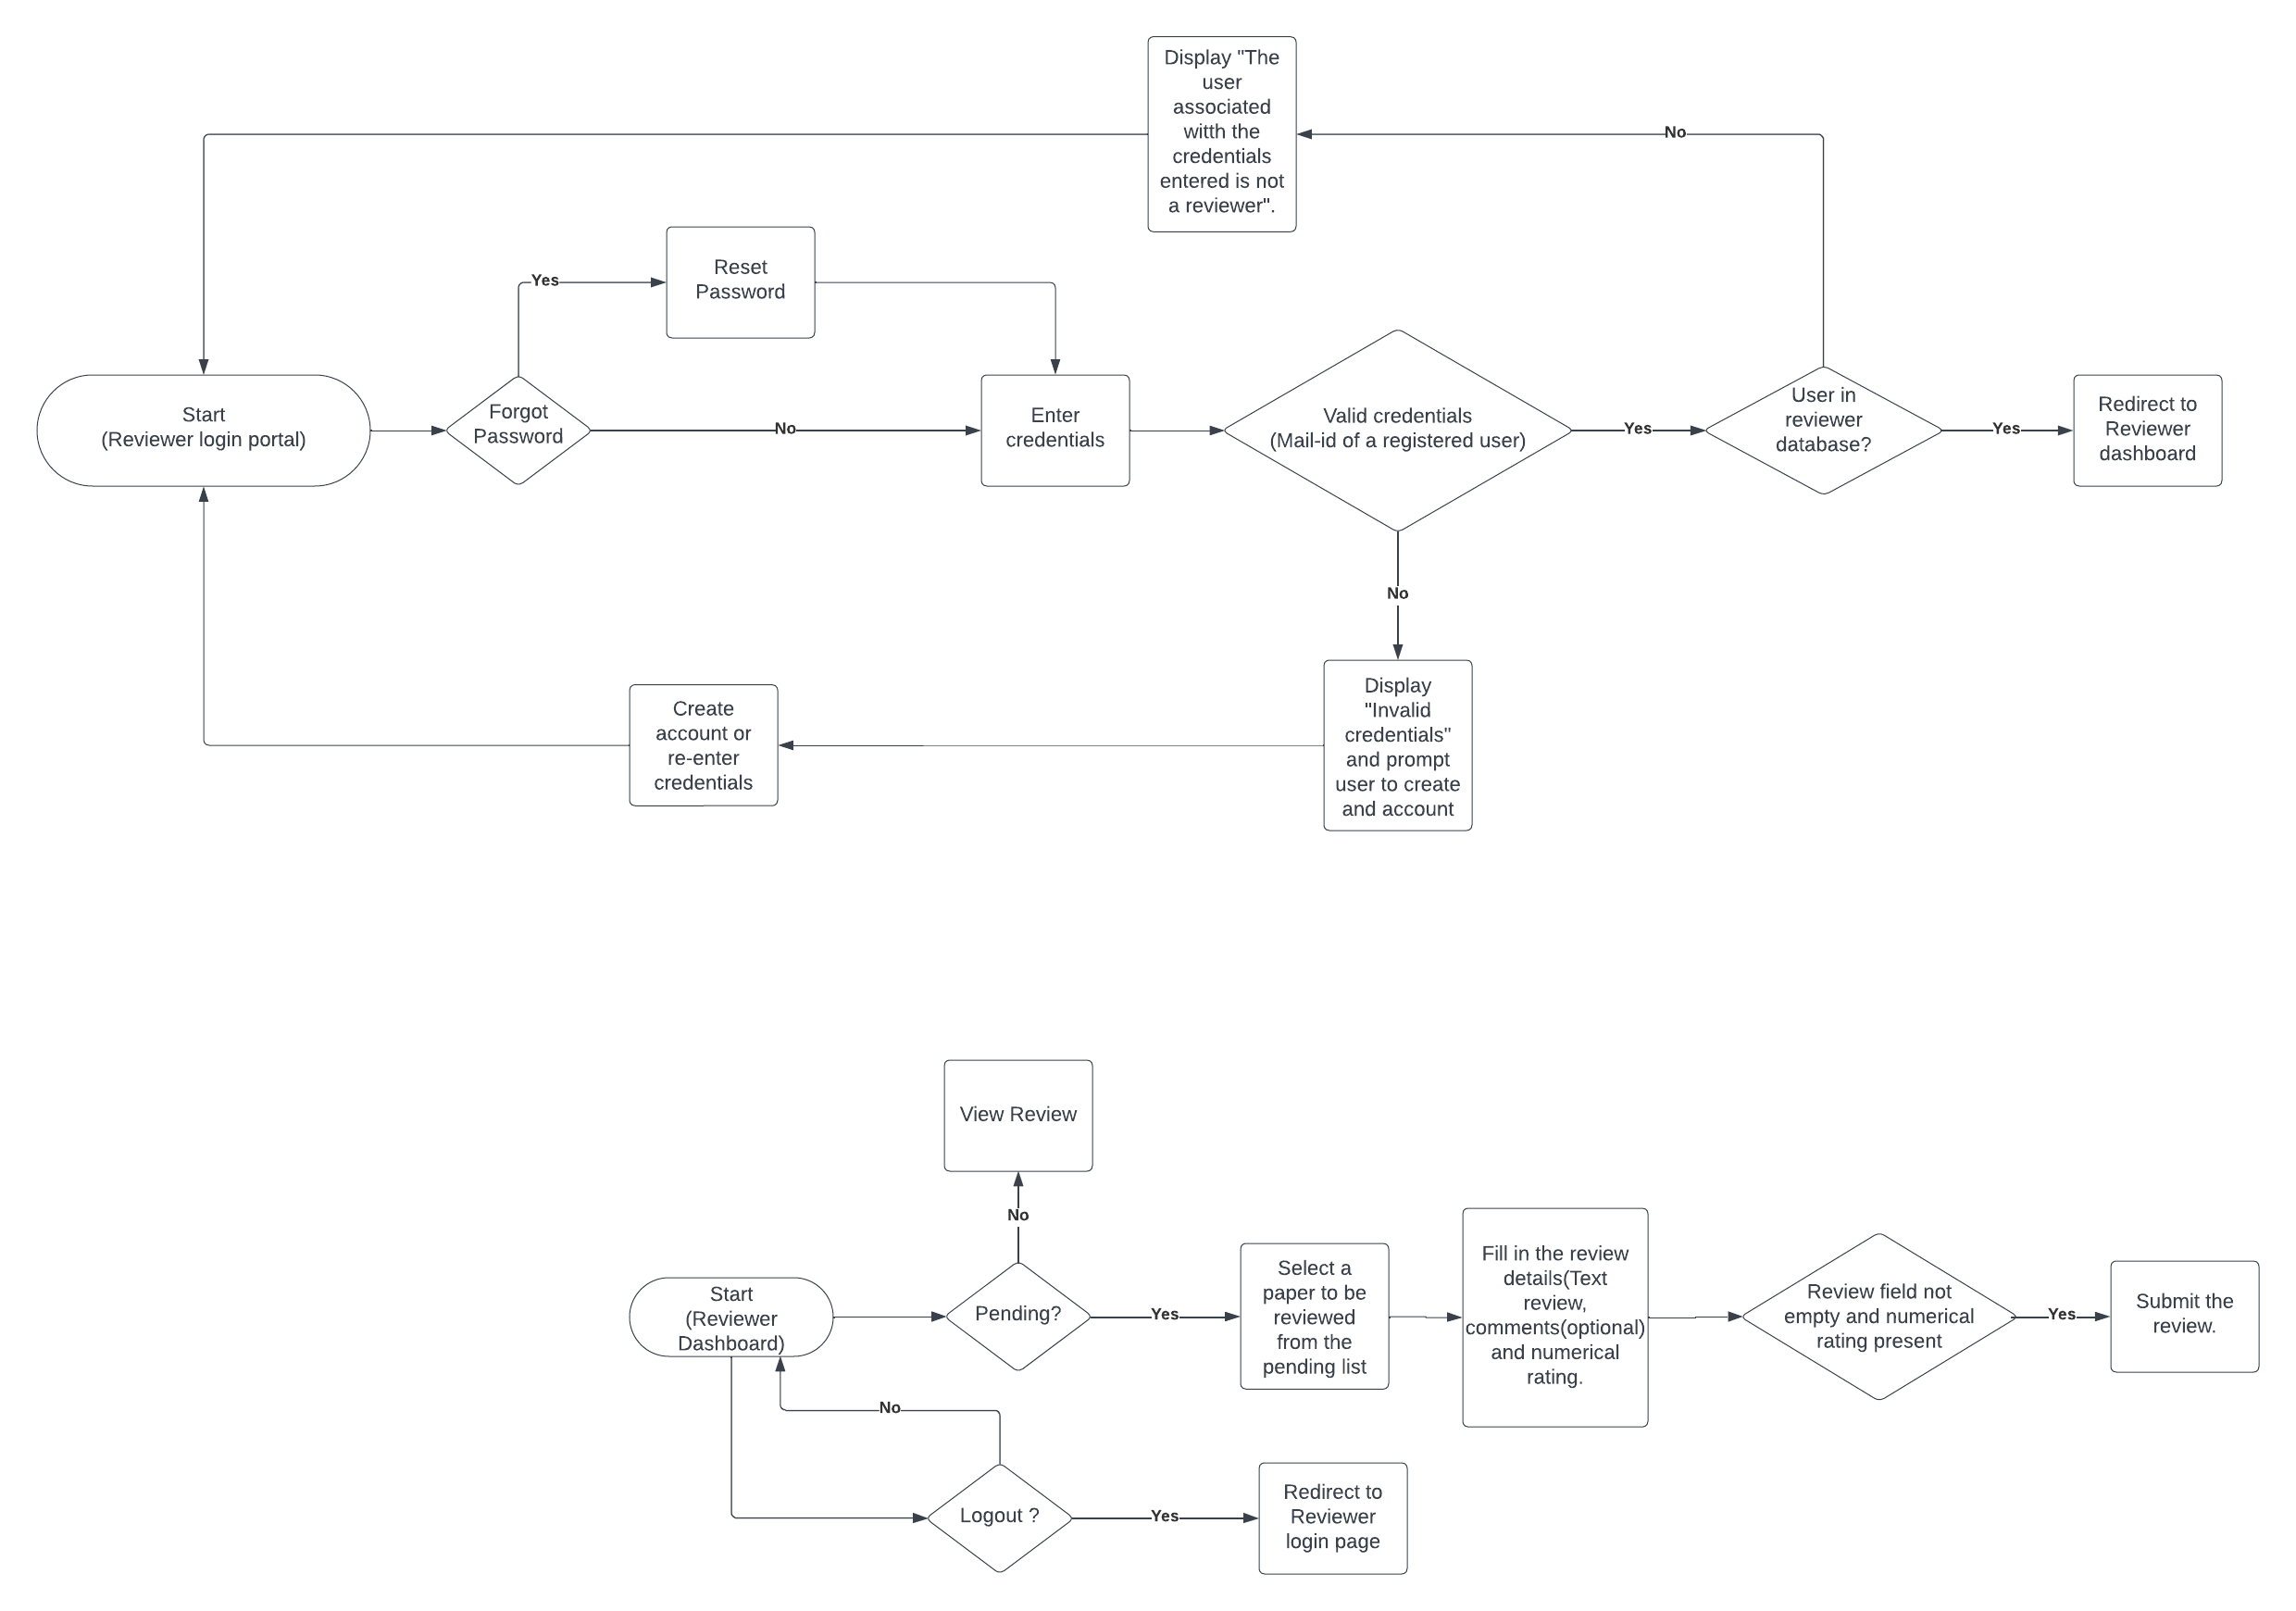 Display "The
user
associated
witth the
credentials
entered is not
a reviewer".
No
Reset
Password
Yes
Start
(Reviewer login portal)
Forgot
Password
No
Enter
credentials
Valid credentials
(Mail-id of a registered user)
Yes
User in
reviewer
database?
Yes
Redirect to
Reviewer
dashboard
No
Display
"Invalid
credentials"
and prompt
user to create
and account
Create
account or
re-enter
credentials
View Review
No
Start
(Reviewer
Dashboard)
Pending?
Yes
Select a
paper to be
reviewed
from the
pending list
Fill in the review
details(Text
review,
comments(optional)
and numerical
rating.
Review field not
empty and numerical
rating present
Yes
Submit the
review.
No
Logout ?
Yes
Redirect to
Reviewer
login page